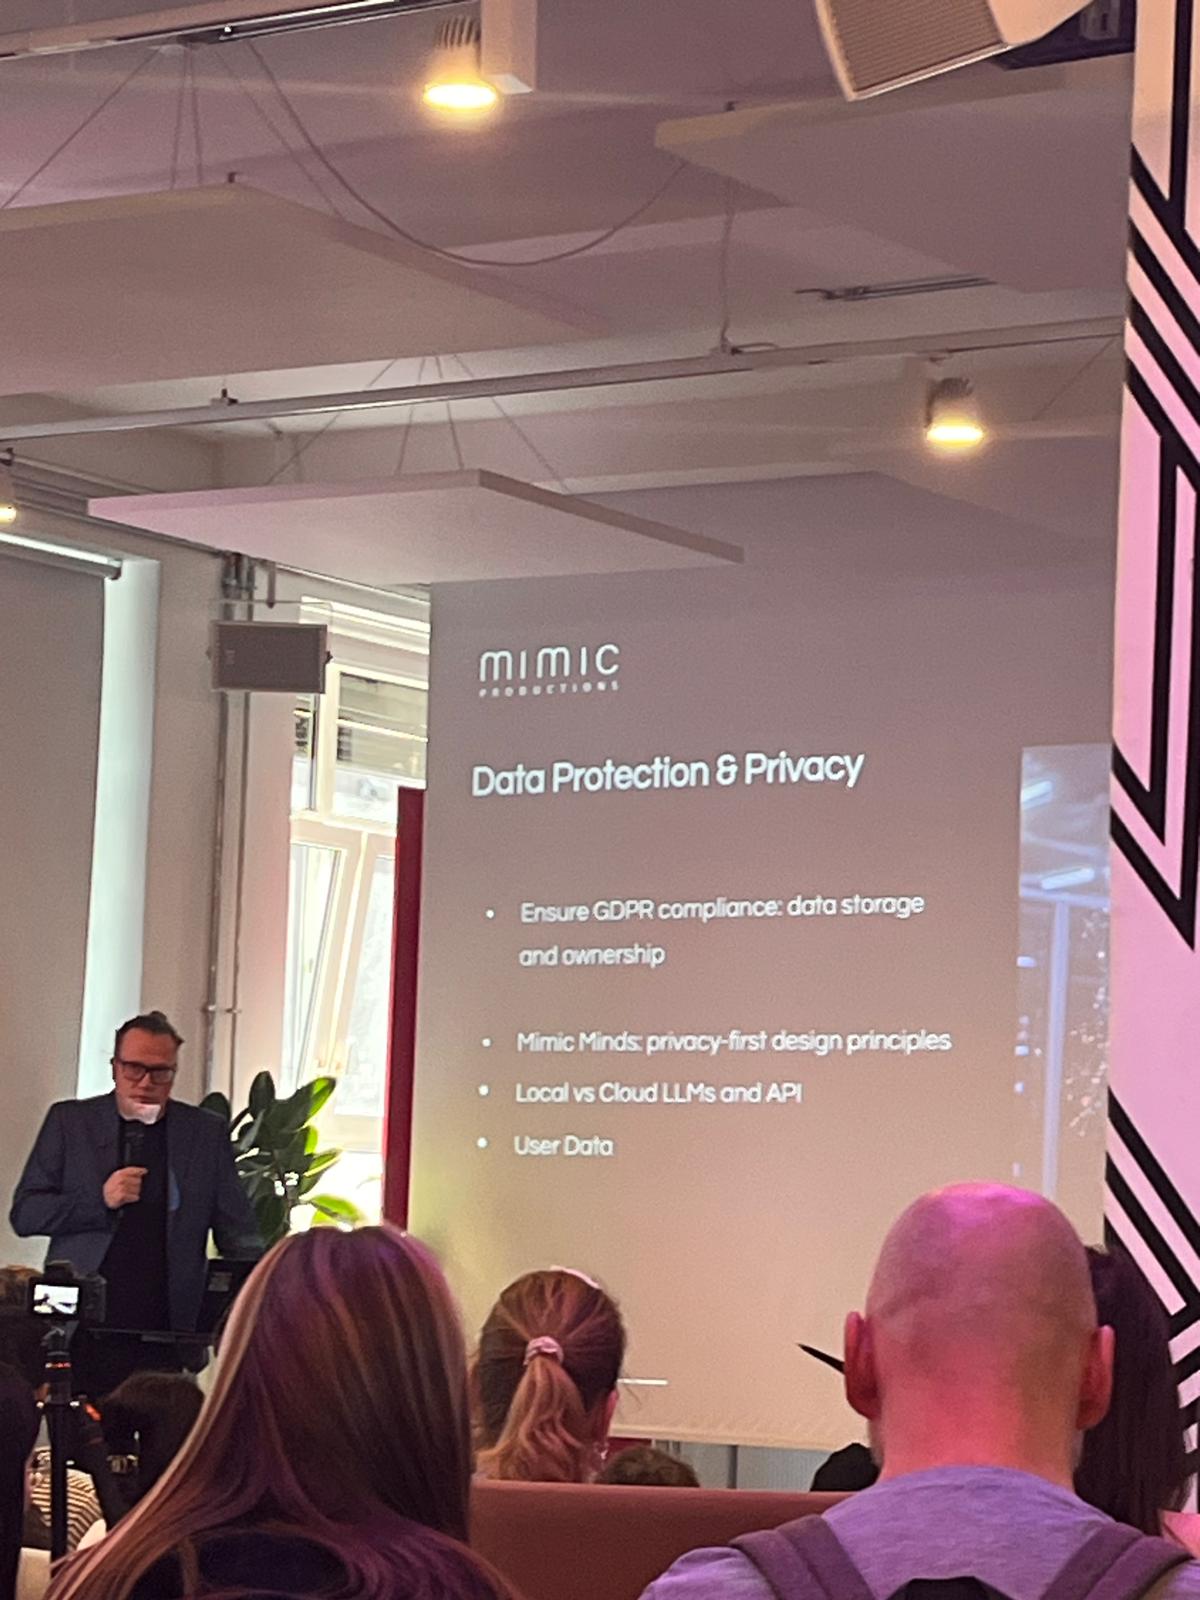 mimic
PRODUCTIONS
Data Protection & Privacy
• Ensure GDPR compliance: data storage
and ownership
• Mimic Minds: privacy-first design principles
• Local vs Cloud LLMs and API
• User Data